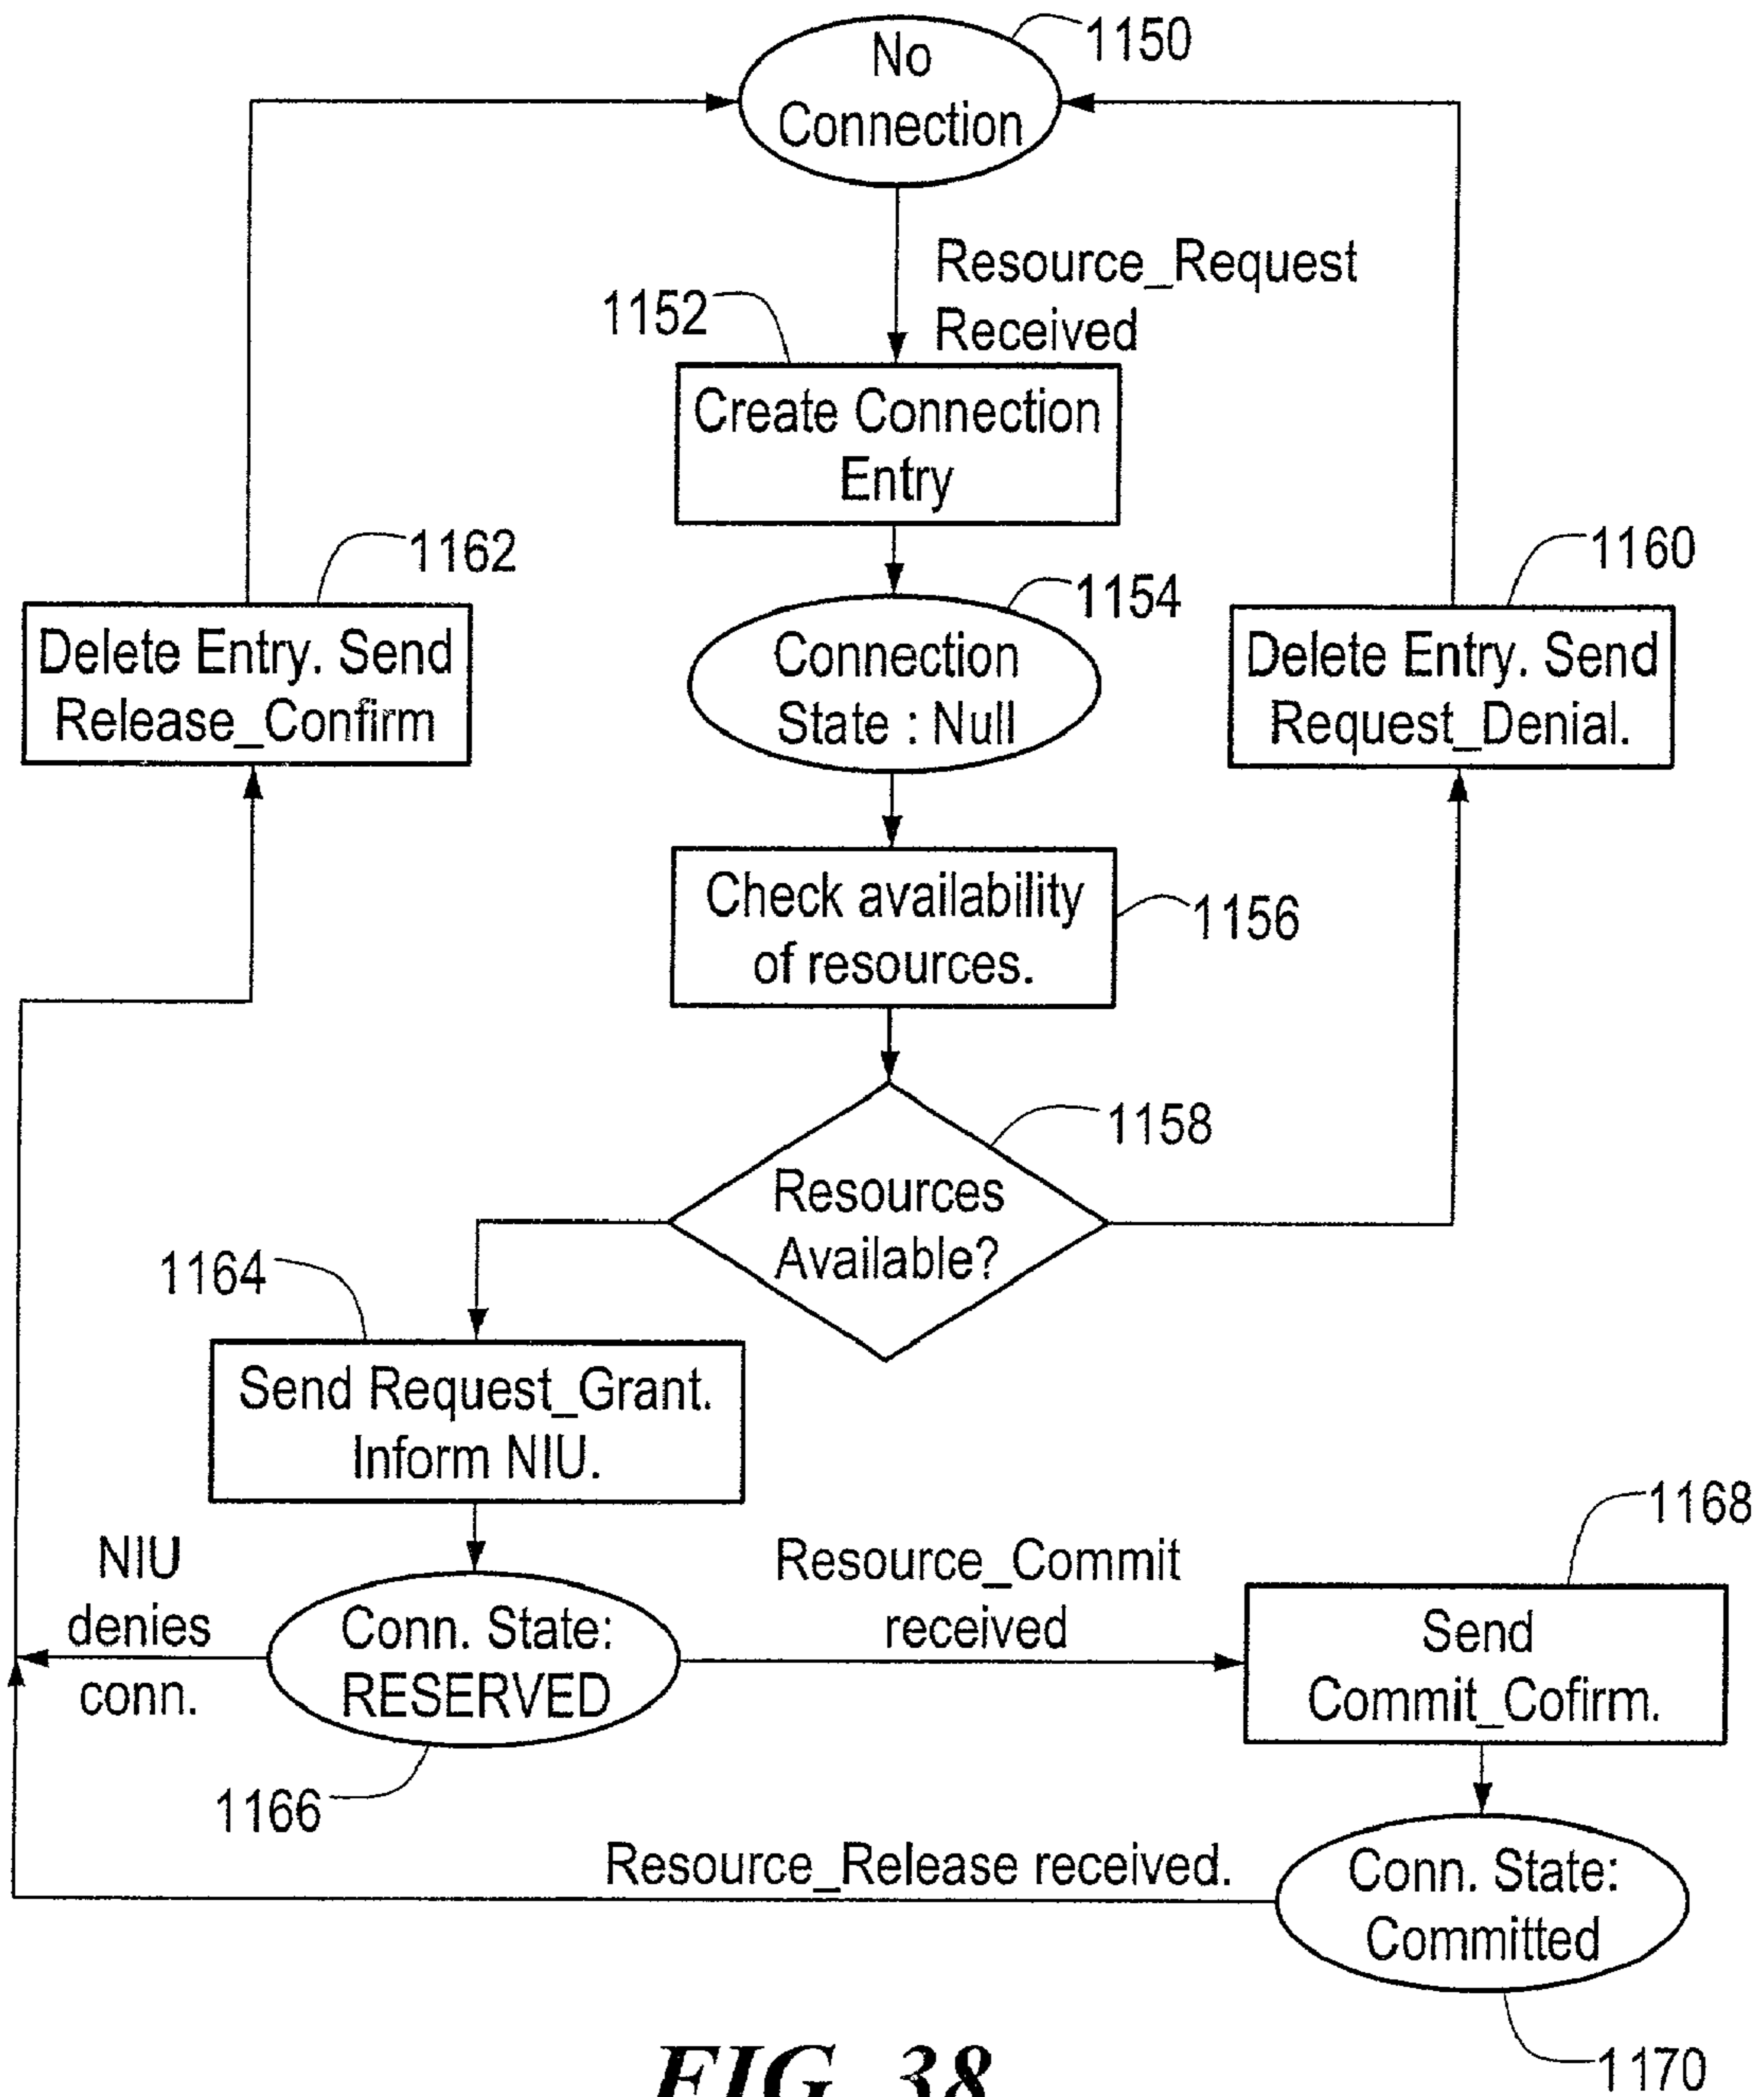 1150
No
Connection
Resource_Request
Received
1152
Create Connection
Entry
1162
1154
1160
Delete Entry. Send
Release_Confirm
Connection
State : Null
Delete Entry. Send
Request_Denial.
Check availability
of resources.
1156
1158
Resources
Available?
1164
Send Request_Grant.
Inform NIU.
1168
NIU
denies
conn.
Conn. State:
RESERVED
Resource_Commit
received
Send
Commit_Cofirm.
1166
Resource_Release received.
Conn. State:
Committed
1170
FIG. 38